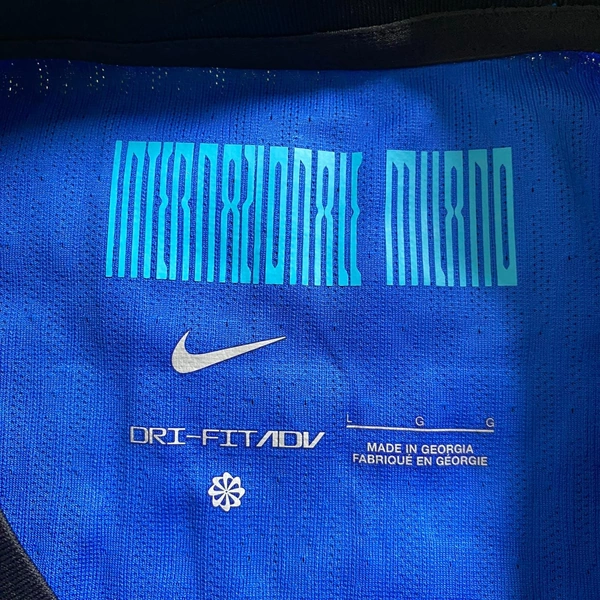 INTERNAZIONALE MILANO
DRI-FIT ADV
L G G
MADE IN GEORGIA
FABRIQUÉ EN GÉORGIE